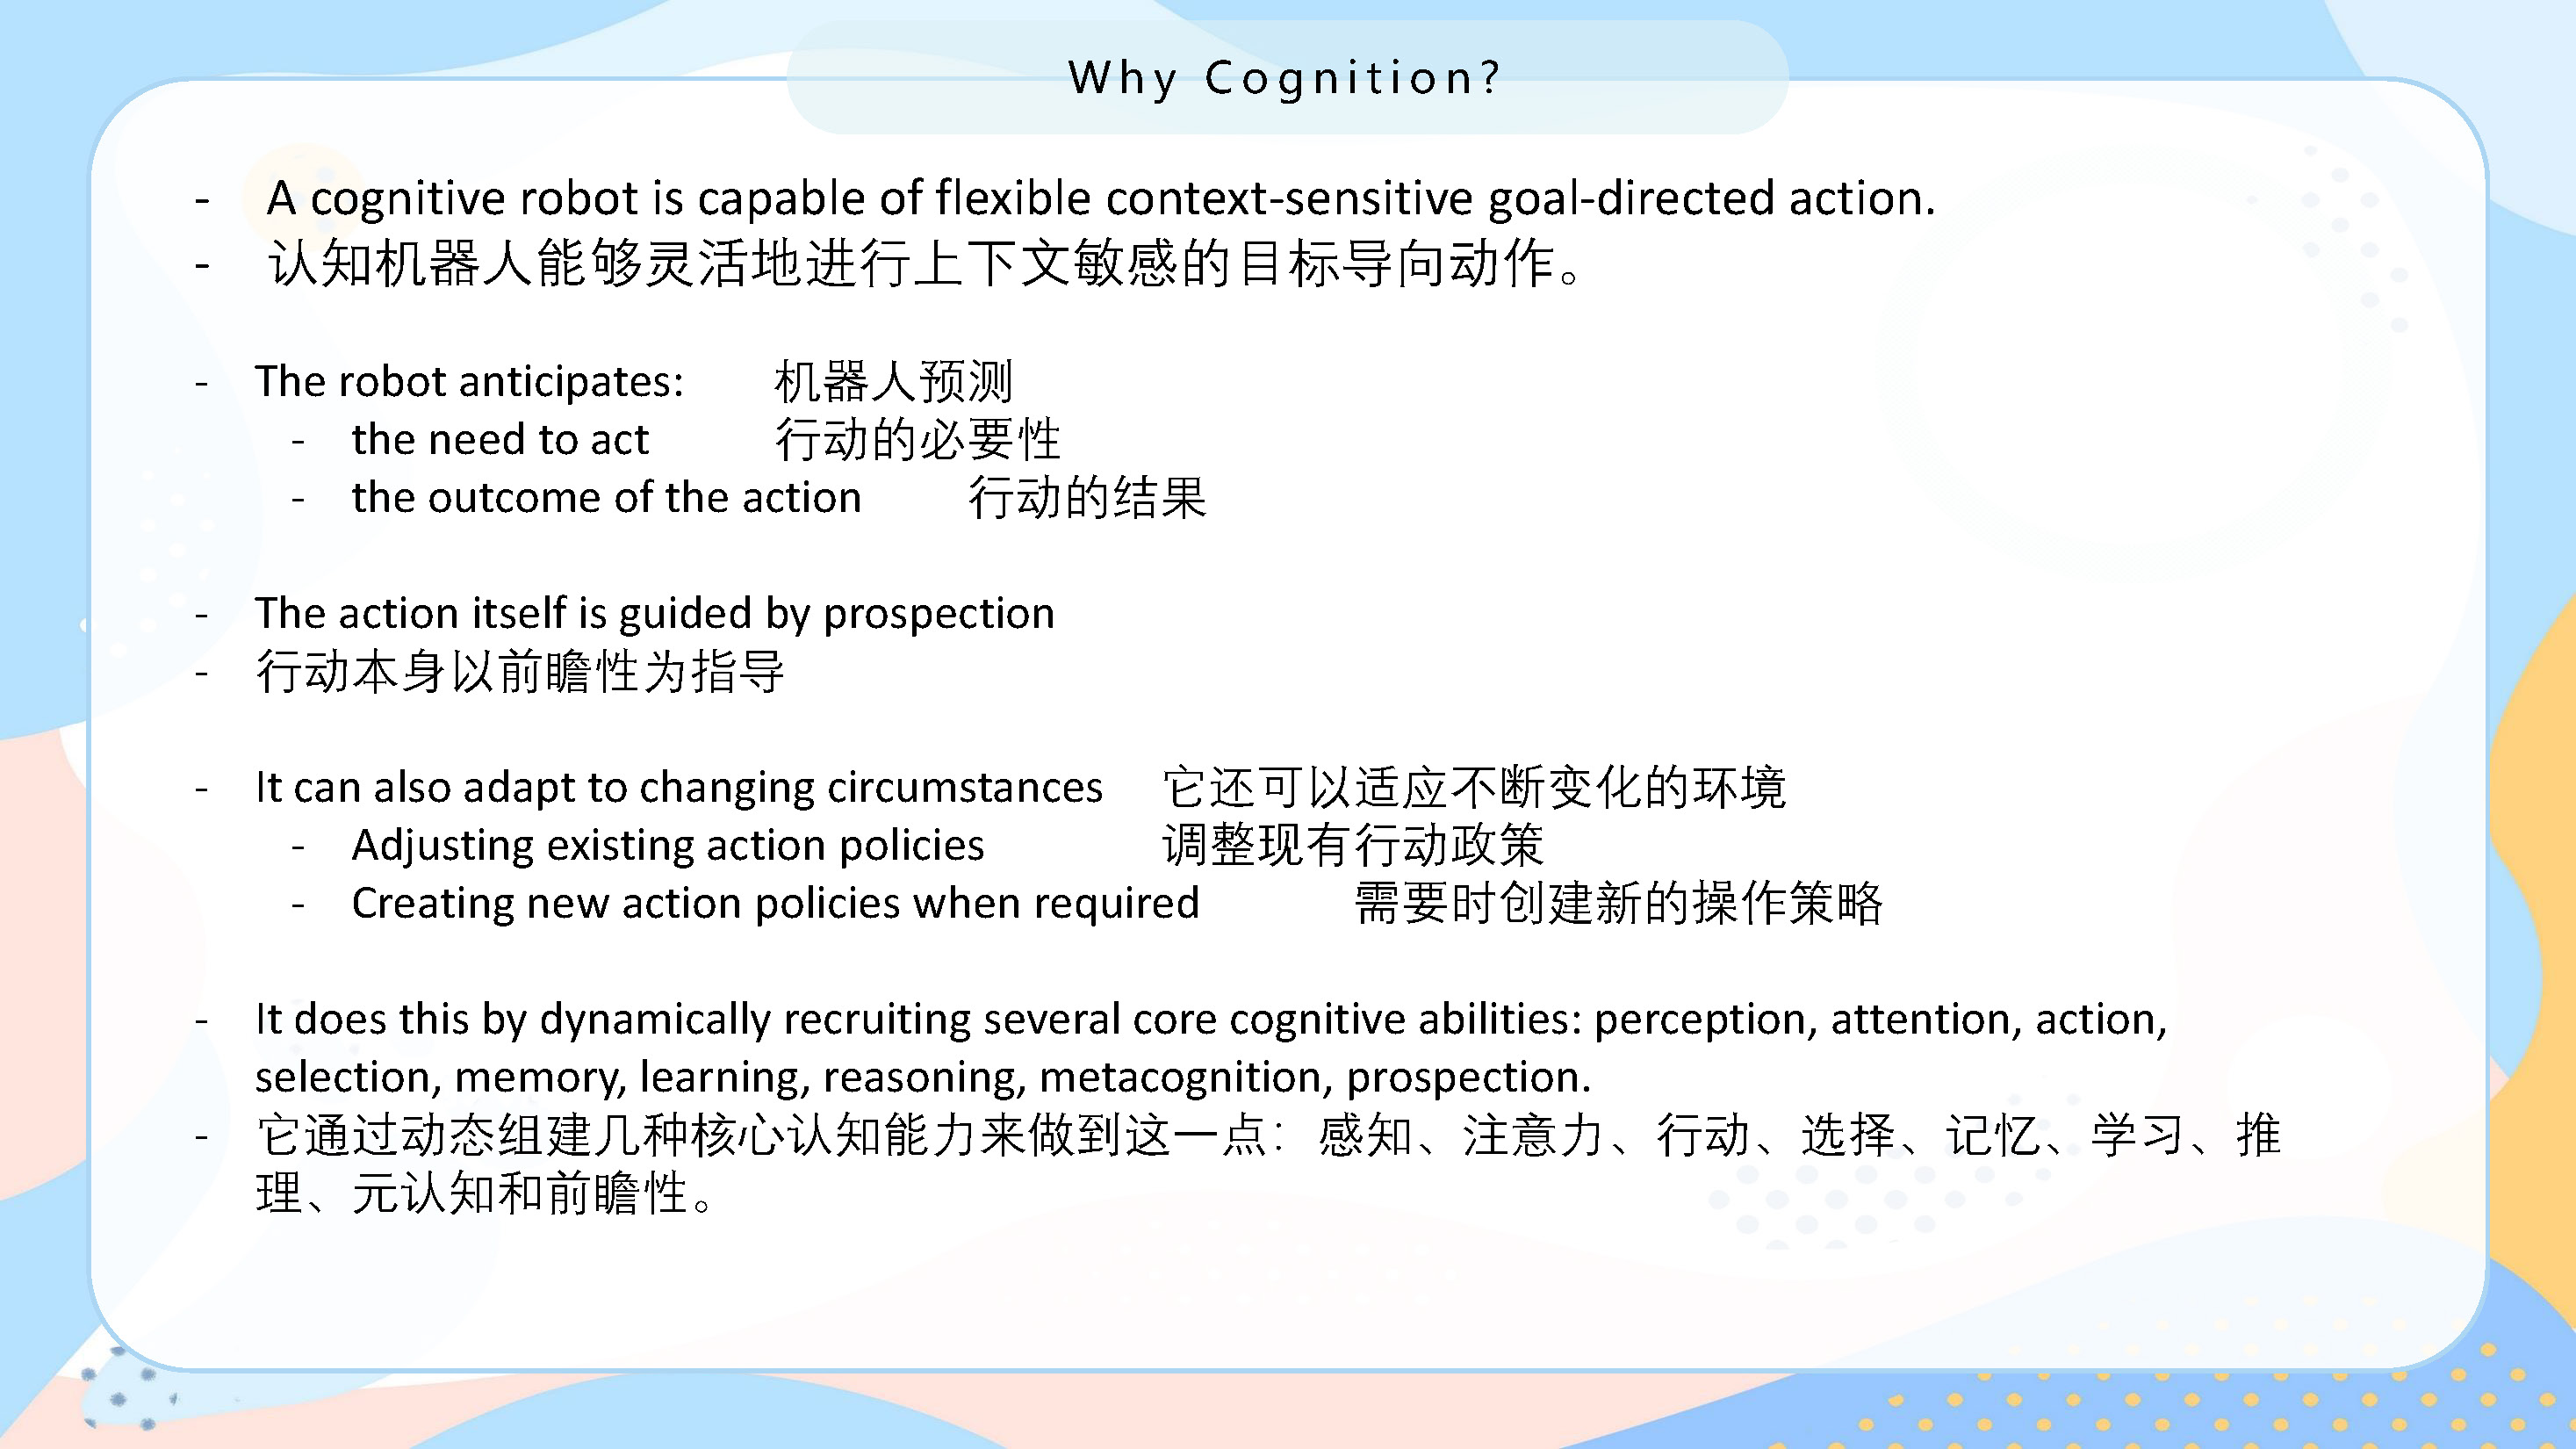 Why Cognition?
- A cognitive robot is capable of flexible context-sensitive goal-directed action.
- 认知机器人能够灵活地进行上下文敏感的目标导向动作。
- The robot anticipates: 机器人预测
- the need to act 行动的必要性
- the outcome of the action 行动的结果
- The action itself is guided by prospection
- 行动本身以前瞻性为指导
- It can also adapt to changing circumstances 它还可以适应不断变化的环境
- Adjusting existing action policies 调整现有行动政策
- Creating new action policies when required 需要时创建新的操作策略
- It does this by dynamically recruiting several core cognitive abilities: perception, attention, action,
selection, memory, learning, reasoning, metacognition, prospection.
- 它通过动态组建几种核心认知能力来做到这一点：感知、注意力、行动、选择、记忆、学习、推
理、元认知和前瞻性。